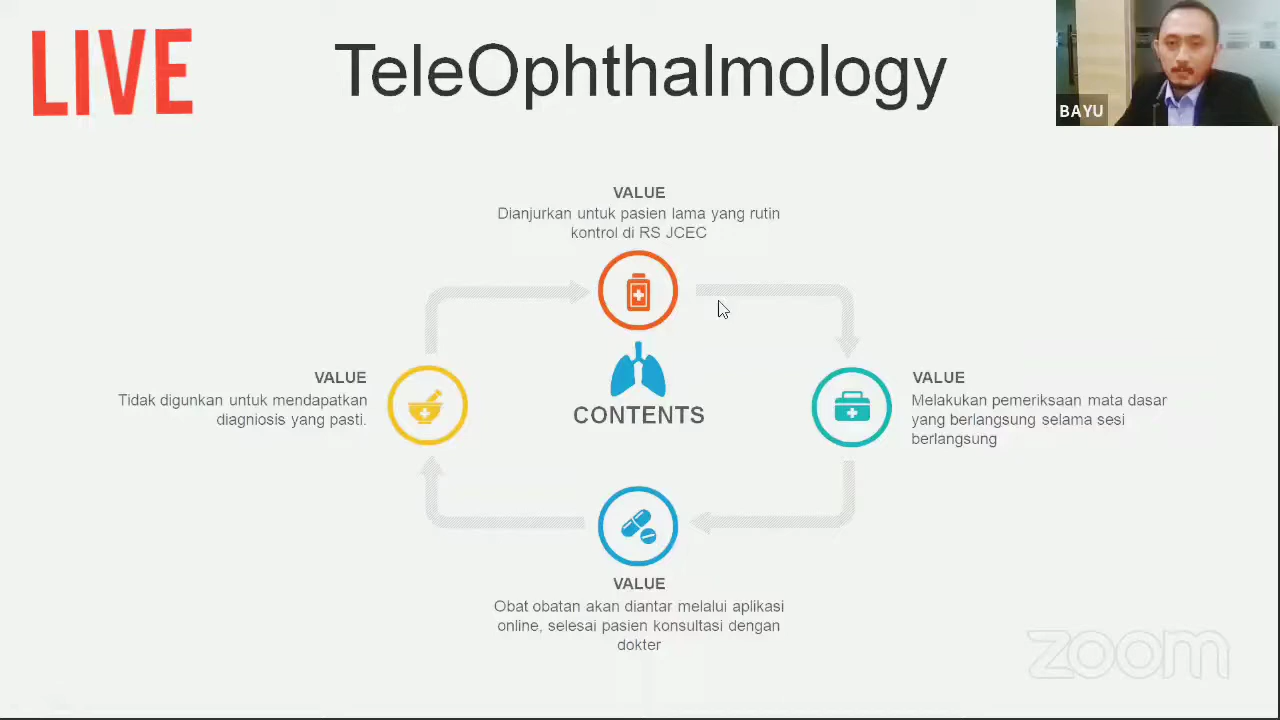 LIVE
TeleOphthalmology
BAYU
VALUE
Dianjurkan untuk pasien lama yang rutin
kontrol di RS JCEC
VALUE
Tidak digunkan untuk mendapatkan
diagniosis yang pasti.
CONTENTS
VALUE
Melakukan pemeriksaan mata dasar
yang berlangsung selama sesi
berlangsung
VALUE
Obat obatan akan diantar melalui aplikasi
online, selesai pasien konsultasi dengan
dokter
zoom